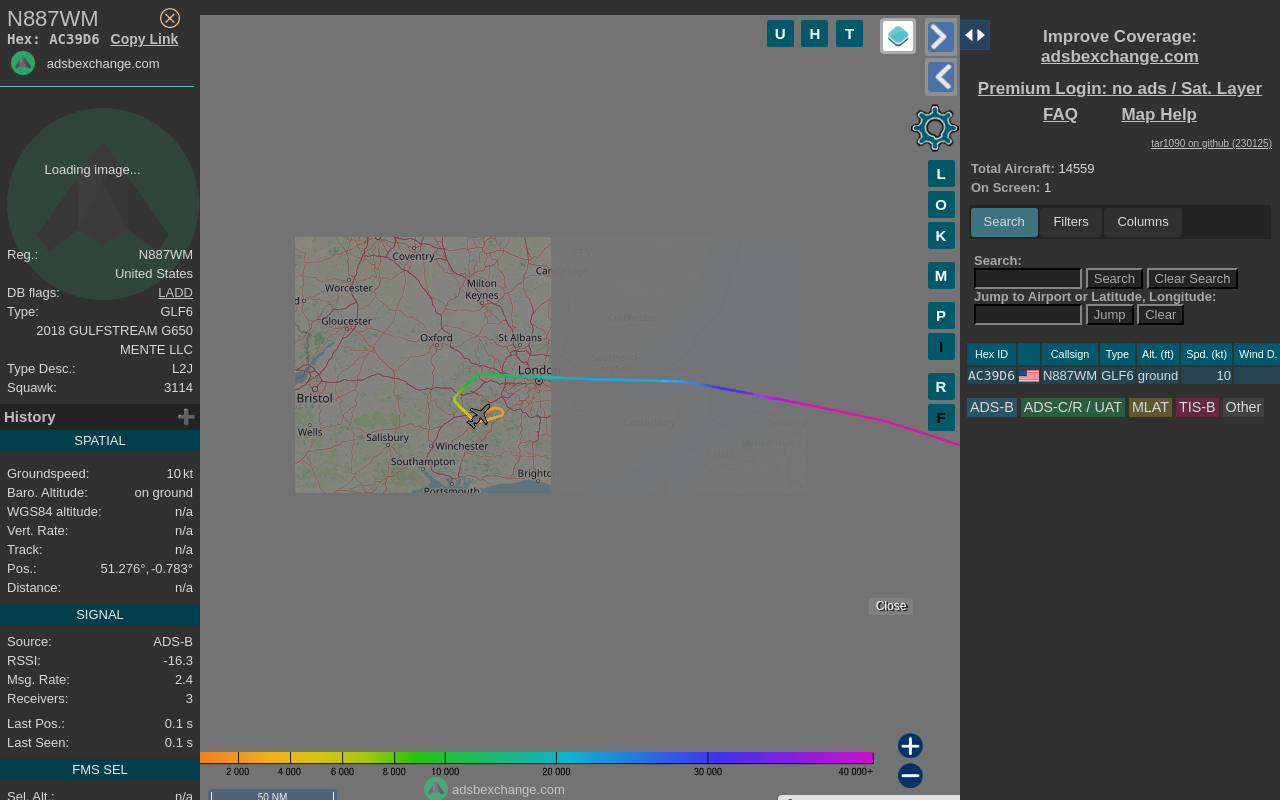 N887WM
Hex: AC39D6 Copy Link
adsbexchange.com
Loading image...
Reg.: N887WM
United States
DB flags: LADD
Type: GLF6
2018 GULFSTREAM G650
MENTE LLC
Type Desc.: L2J
Squawk: 3114
History
SPATIAL
Groundspeed: 10 kt
Baro. Altitude: on ground
WGS84 altitude: n/a
Vert. Rate: n/a
Track: n/a
Pos.: 51.276°, -0.783°
Distance: n/a
SIGNAL
Source: ADS-B
RSSI: -16.3
Msg. Rate: 2.4
Receivers: 3
Last Pos.: 0.1 s
Last Seen: 0.1 s
FMS SEL
Sel. Alt.: n/a
U H T
L
O
K
M
P
I
R
F
Coventry
Worcester
Milton
Keynes
Gloucester
Oxford
St Albans
Bristol
Wells
Salisbury
Winchester
Southampton
Portsmouth
Close
2 000 4 000 6 000 8 000 10 000 20 000 30 000 40 000+
adsbexchange.com
50 NM
Improve Coverage:
adsbexchange.com
Premium Login: no ads / Sat. Layer
FAQ Map Help
tar1090 on github (230125)
Total Aircraft: 14559
On Screen: 1
Search Filters Columns
Search:
Search Clear Search
Jump to Airport or Latitude, Longitude:
Jump Clear
Hex ID Callsign Type Alt. (ft) Spd. (kt) Wind D.
AC39D6 N887WM GLF6 ground 10
ADS-B ADS-C/R / UAT MLAT TIS-B Other